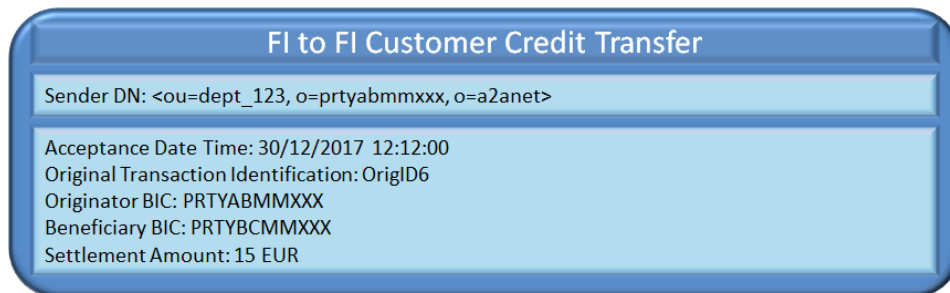 FI to FI Customer Credit Transfer
Sender DN: <ou=dept_123, o=prtyabmmxxx, o=a2anet>
Acceptance Date Time: 30/12/2017 12:12:00
Original Transaction Identification: OrigID6
Originator BIC: PRTYABMMXXX
Beneficiary BIC: PRTYBCMMXXX
Settlement Amount: 15 EUR